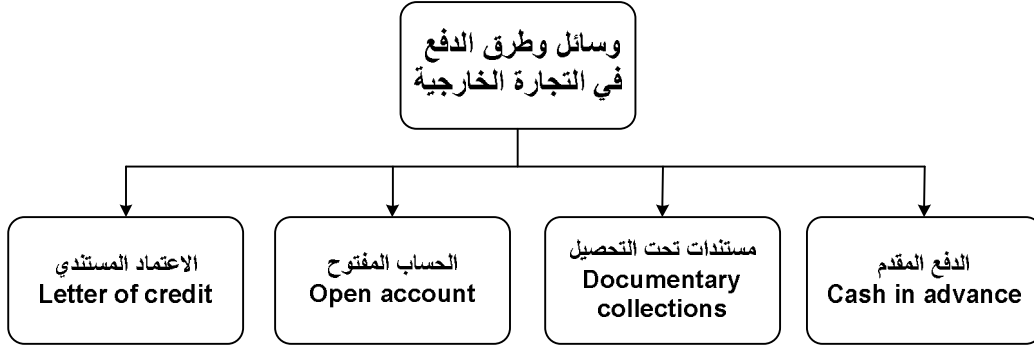 وسائل وطرق الدفع
في التجارة الخارجية
الدفع المقدم
Cash in advance
مستندات تحت التحصيل
Documentary
collections
الحساب المفتوح
Open account
الاعتماد المستندي
Letter of credit